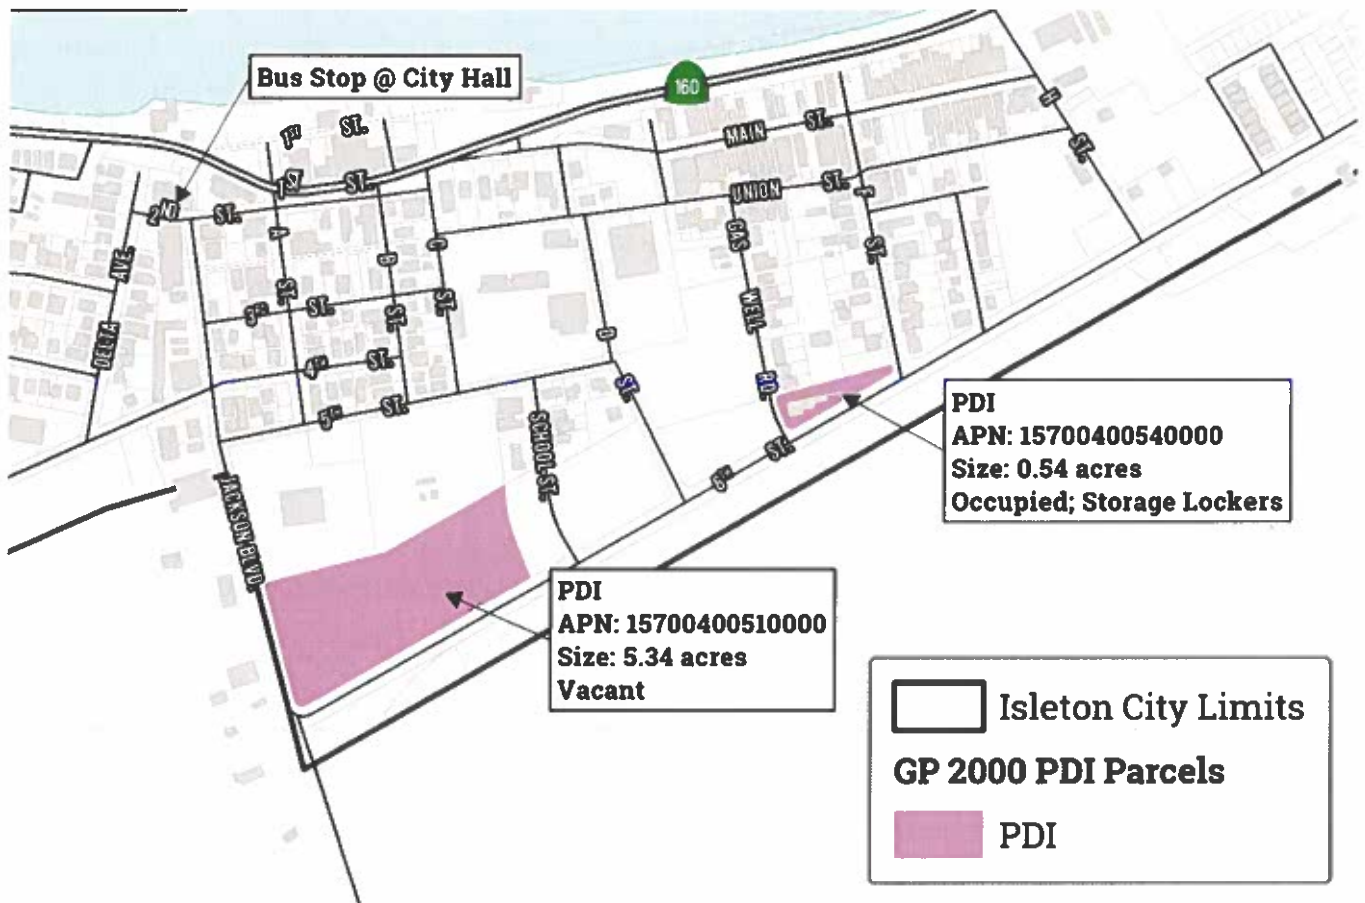 Bus Stop @ City Hall
160
1ST ST.
MAIN ST.
1ST ST.
UNION ST.
2ND ST.
H ST.
F ST.
DELTA AVE.
A ST.
B ST.
C ST.
D ST.
GAS WELL RD.
3RD ST.
4TH ST.
5TH ST.
6TH ST.
SCHOOL ST.
JACKSON BLVD.
PDI
APN: 15700400540000
Size: 0.54 acres
Occupied; Storage Lockers
PDI
APN: 15700400510000
Size: 5.34 acres
Vacant
Isleton City Limits
GP 2000 PDI Parcels
PDI